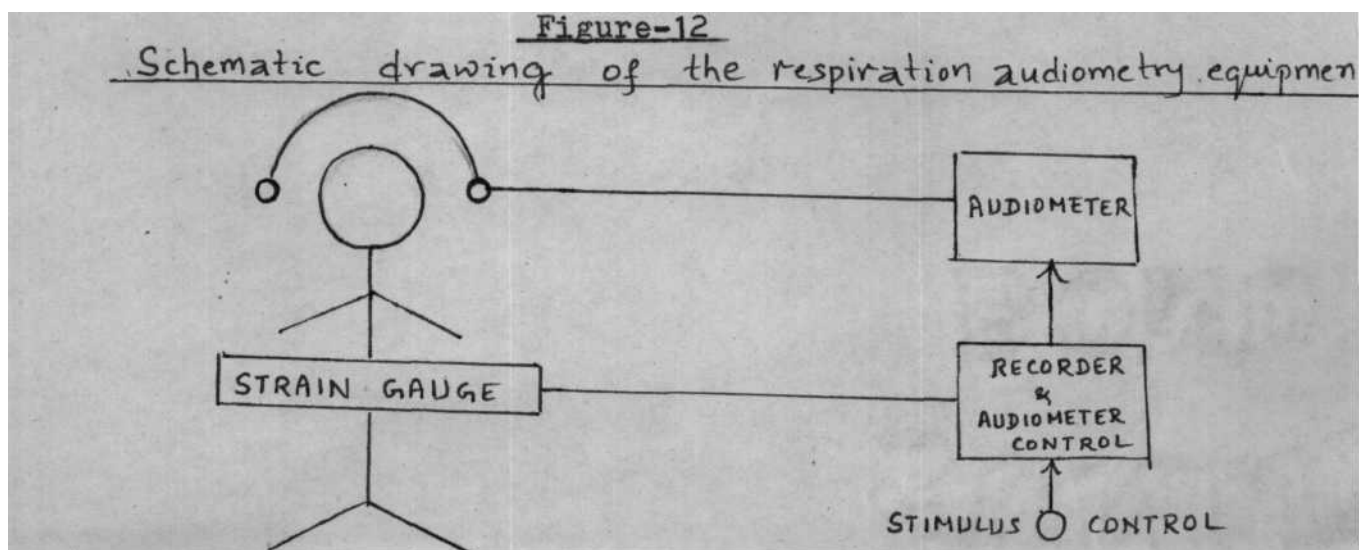 Figure-12
Schematic drawing of the respiration audiometry equipmen
AUDIOMETER
STRAIN GAUGE
RECORDER
&
AUDIOMETER
CONTROL
STIMULUS CONTROL